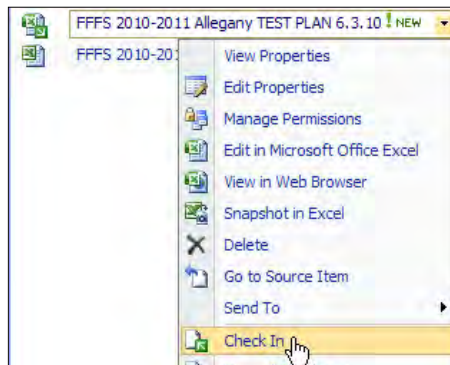 FFFS 2010-2011 Allegany TEST PLAN 6.3.10 ! NEW
FFFS 2010-201
View Properties
Edit Properties
Manage Permissions
Edit in Microsoft Office Excel
View in Web Browser
Snapshot in Excel
Delete
Go to Source Item
Send To
Check In